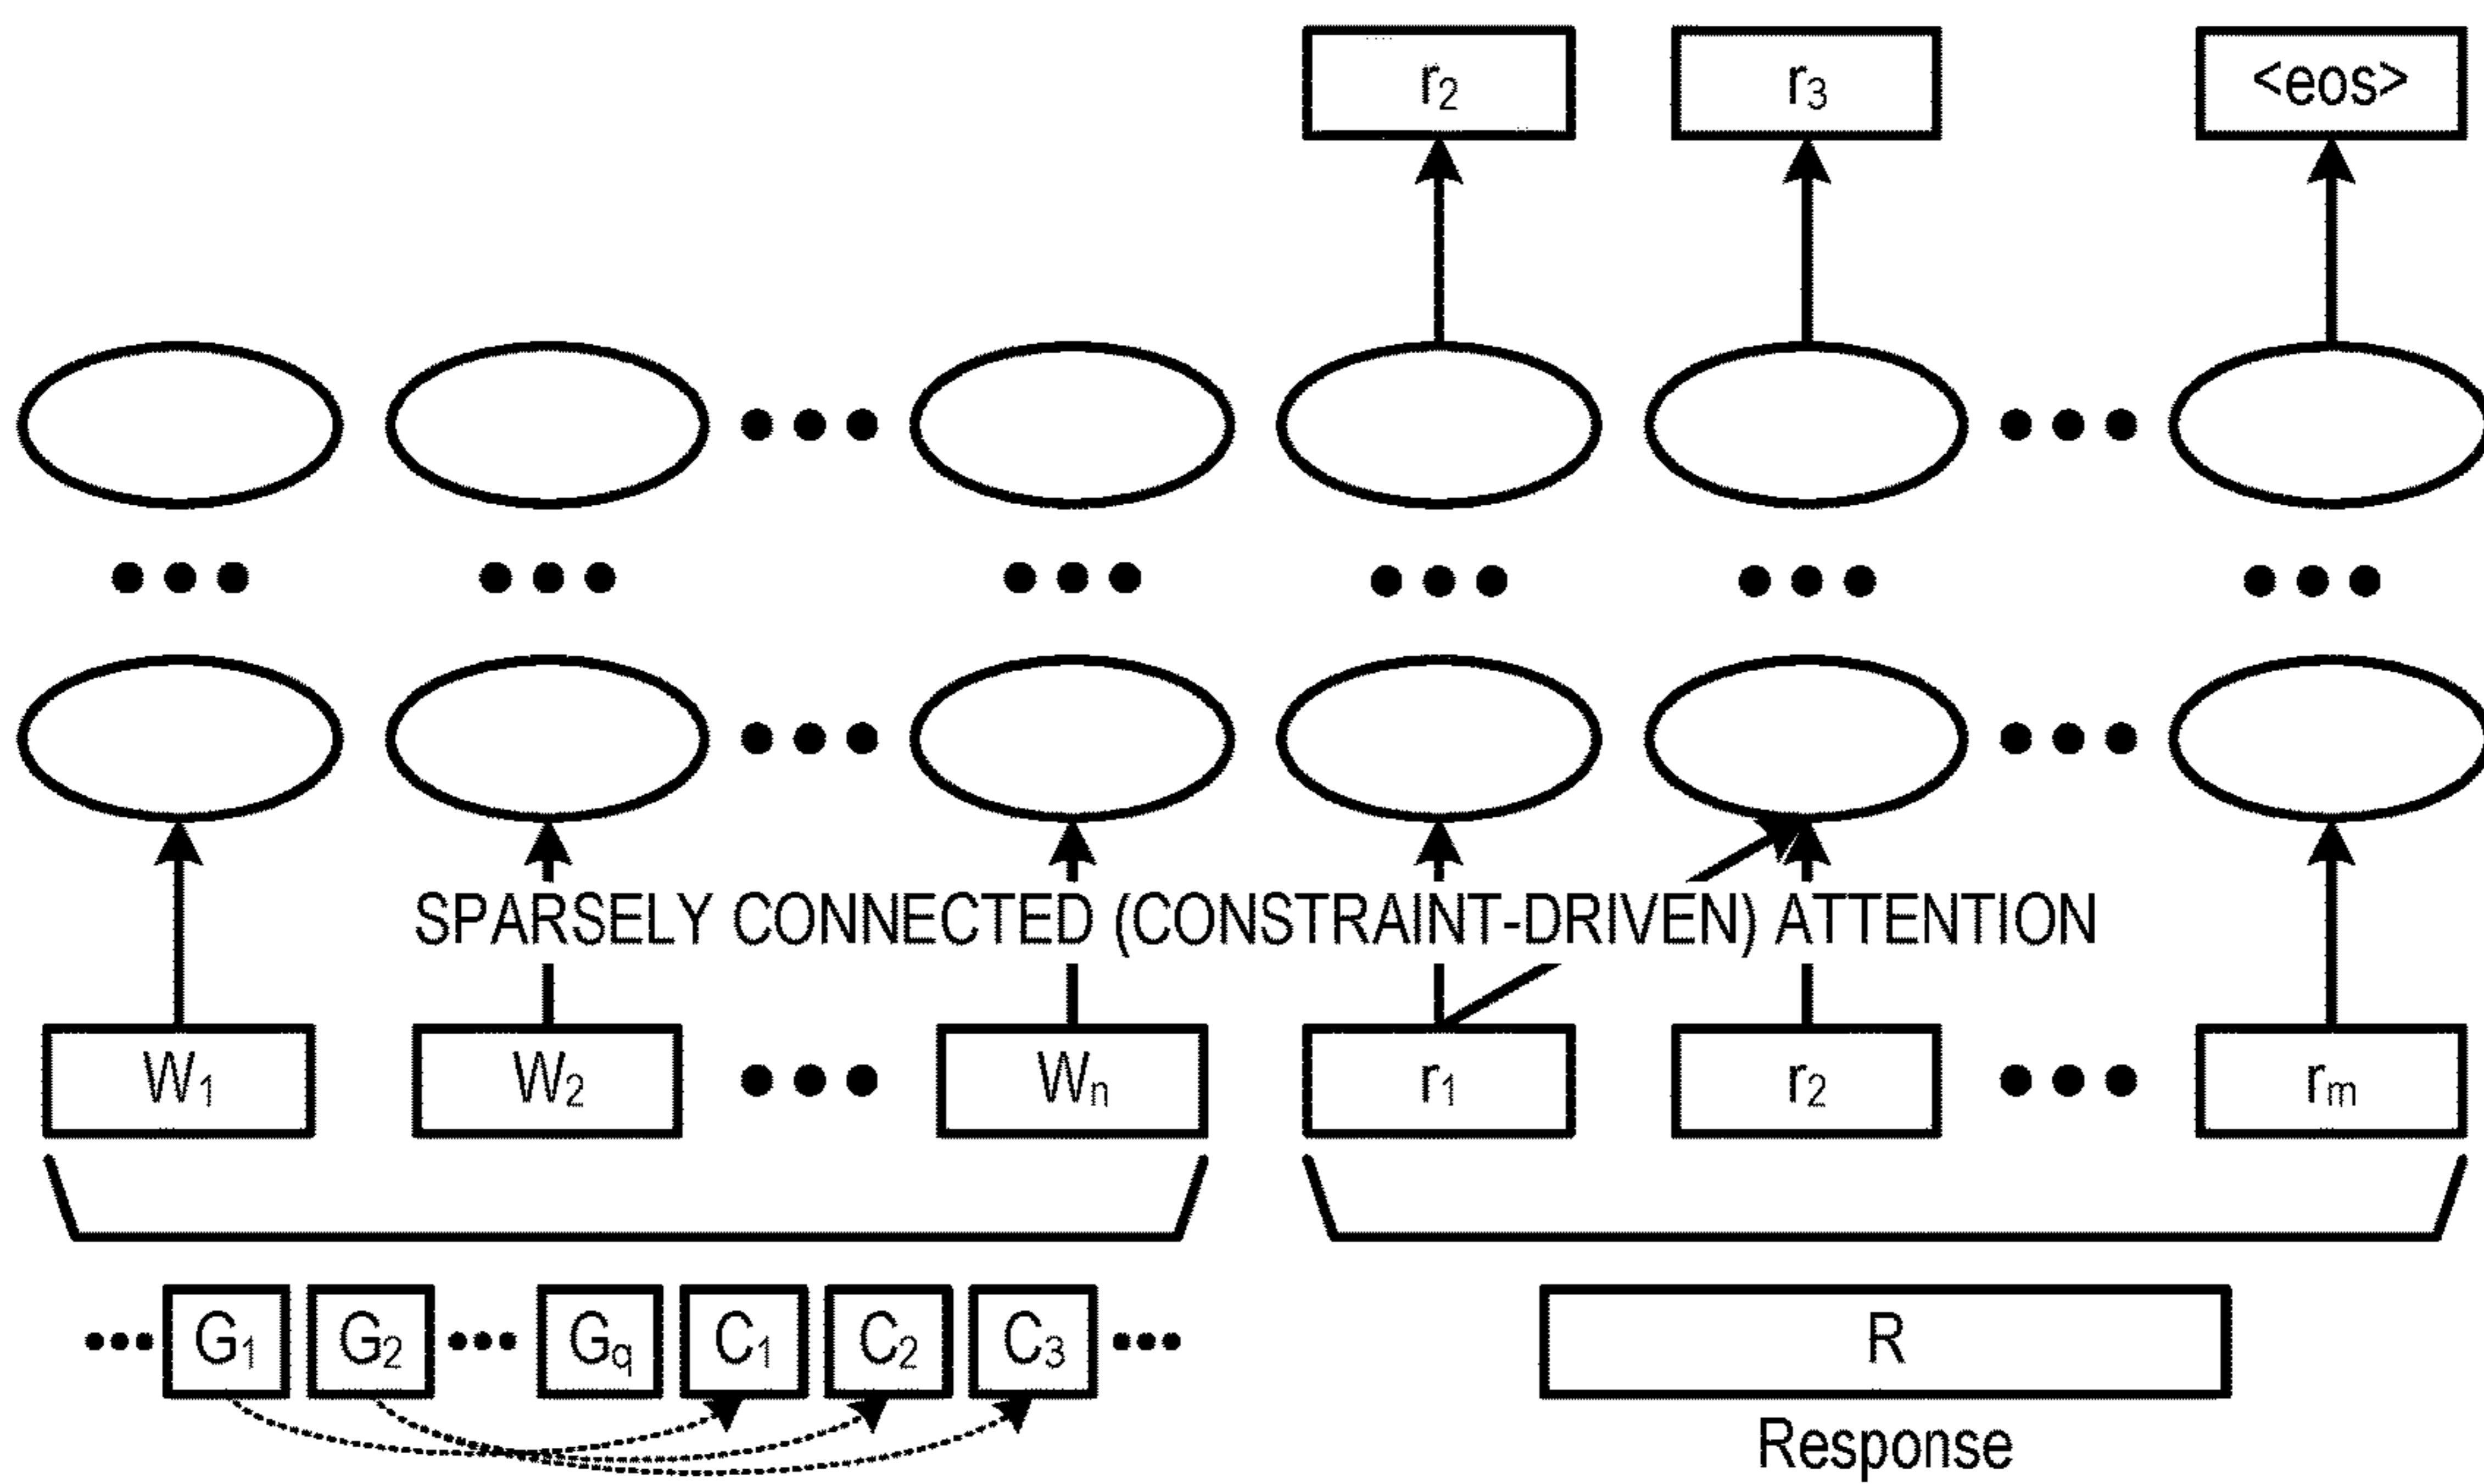 r₂ r₃ <eos>
SPARSELY CONNECTED (CONSTRAINT-DRIVEN) ATTENTION
W₁ W₂ Wₙ r₁ r₂ rₘ
G₁ G₂ G_q C₁ C₂ C₃ R
Response